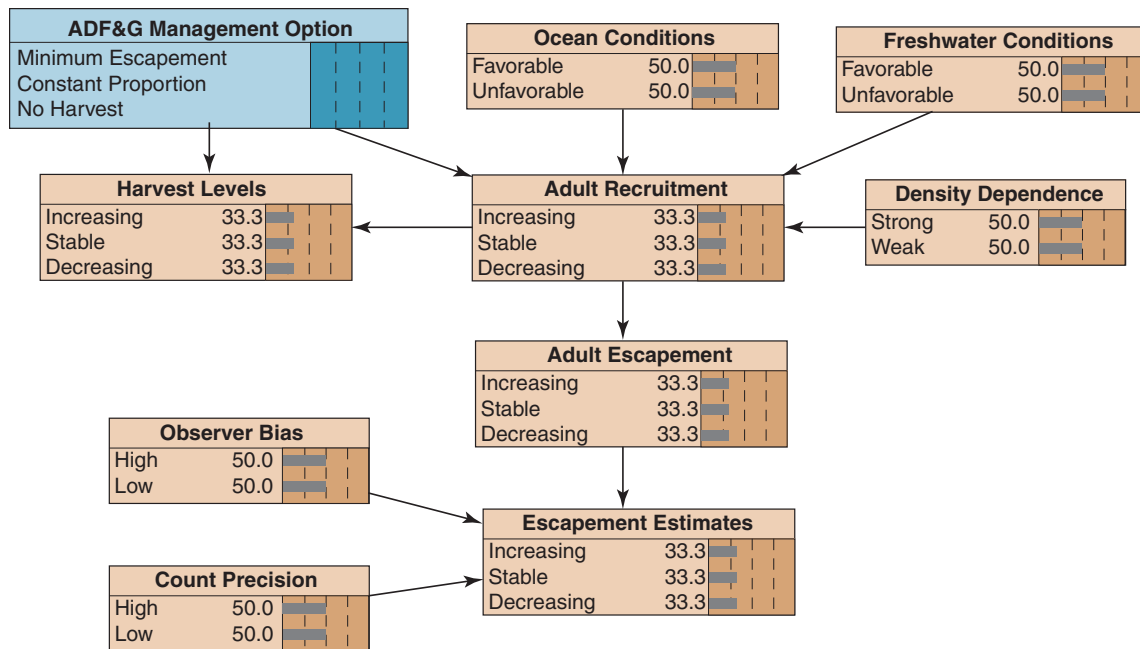 ADF&G Management Option
Minimum Escapement
Constant Proportion
No Harvest
Ocean Conditions
Favorable 50.0
Unfavorable 50.0
Freshwater Conditions
Favorable 50.0
Unfavorable 50.0
Harvest Levels
Increasing 33.3
Stable 33.3
Decreasing 33.3
Adult Recruitment
Increasing 33.3
Stable 33.3
Decreasing 33.3
Density Dependence
Strong 50.0
Weak 50.0
Adult Escapement
Increasing 33.3
Stable 33.3
Decreasing 33.3
Observer Bias
High 50.0
Low 50.0
Escapement Estimates
Increasing 33.3
Stable 33.3
Decreasing 33.3
Count Precision
High 50.0
Low 50.0